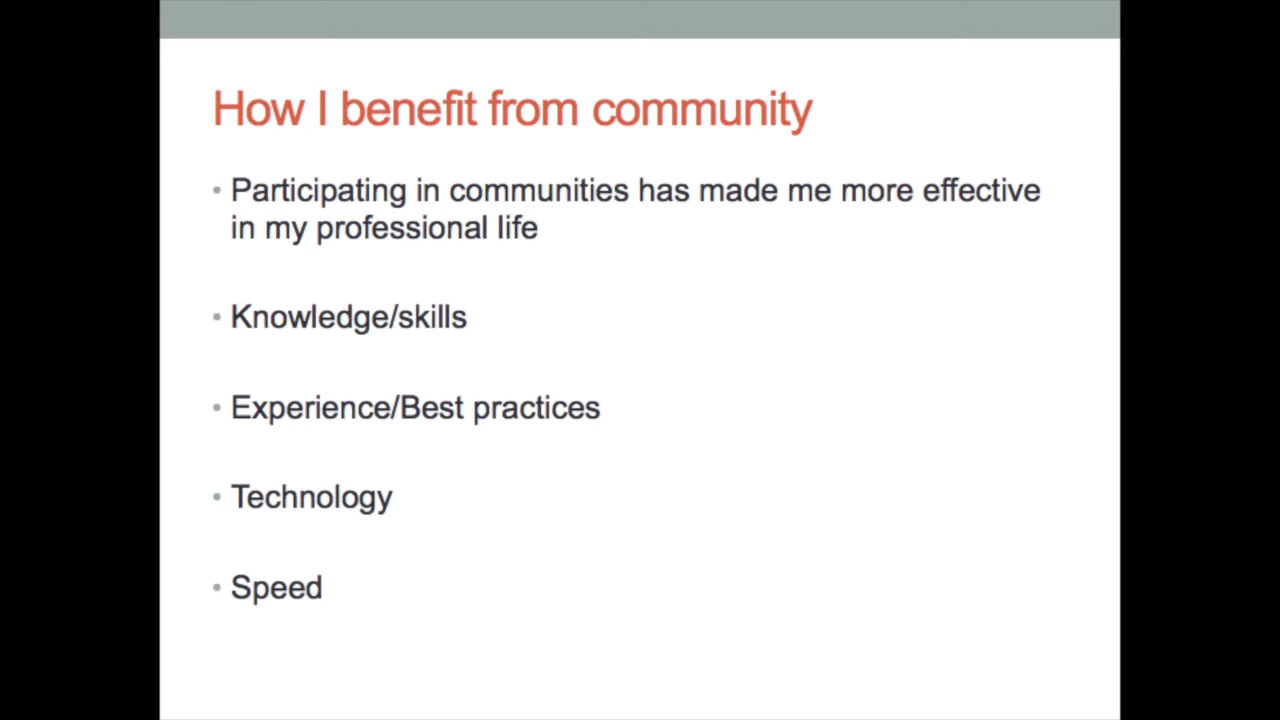 How I benefit from community
• Participating in communities has made me more effective
in my professional life
• Knowledge/skills
• Experience/Best practices
• Technology
• Speed